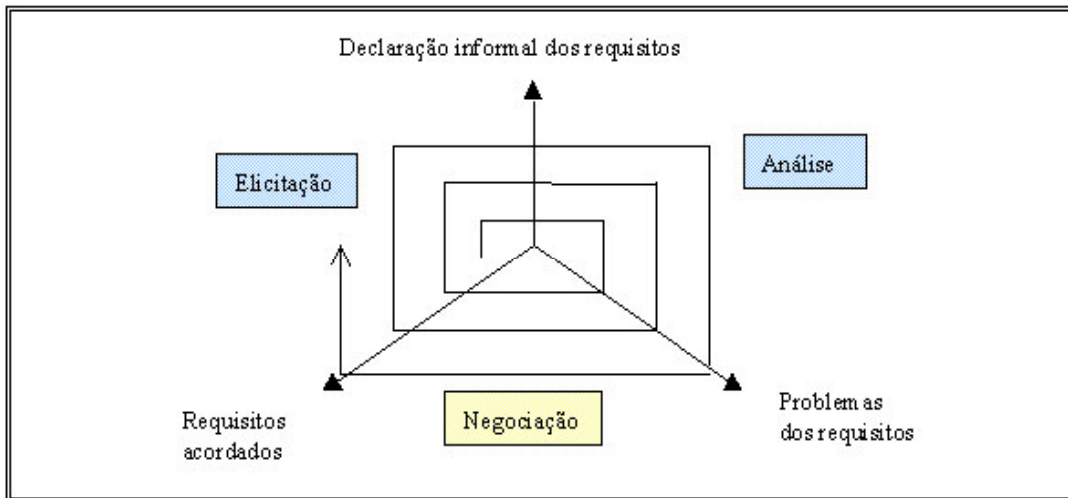 Declaração informal dos requisitos
Elicitação
Análise
Requisitos
acordados
Negociação
Problemas
dos requisitos